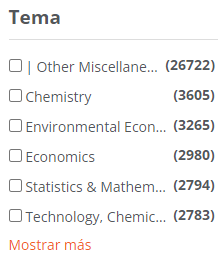 Tema
| Other Miscellane... (26722)
Chemistry (3605)
Environmental Econ... (3265)
Economics (2980)
Statistics & Mathem... (2794)
Technology, Chemic... (2783)
Mostrar más